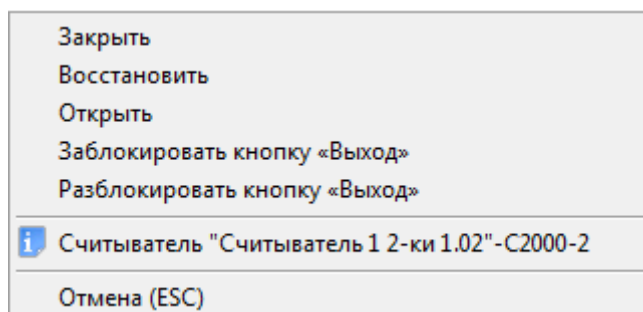 Закрыть
Восстановить
Открыть
Заблокировать кнопку «Выход»
Разблокировать кнопку «Выход»
Считыватель "Считыватель 1 2-ки 1.02"-С2000-2
Отмена (ESC)